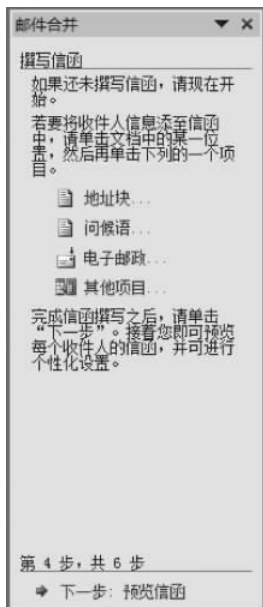 邮件合并
撰写信函
如果还未撰写信函，请现在开
始。
若要将收件人信息添至信函
中，请单击文档中的某一位
置，然后再单击下列的一个项
目。
地址块...
问候语...
电子邮政...
其他项目...
完成信函撰写之后，请单击
“下一步”。接着您即可预览
每个收件人的信函，并可进行
个性化设置。
第 4 步，共 6 步
下一步: 预览信函